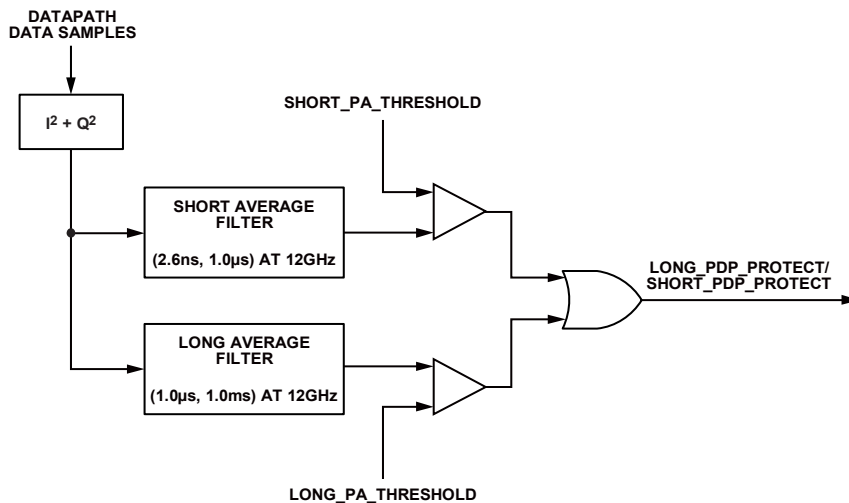 DATAPATH
DATA SAMPLES
I² + Q²
SHORT_PA_THRESHOLD
SHORT AVERAGE
FILTER
(2.6ns, 1.0µs) AT 12GHz
LONG_PDP_PROTECT/
SHORT_PDP_PROTECT
LONG AVERAGE
FILTER
(1.0µs, 1.0ms) AT 12GHz
LONG_PA_THRESHOLD